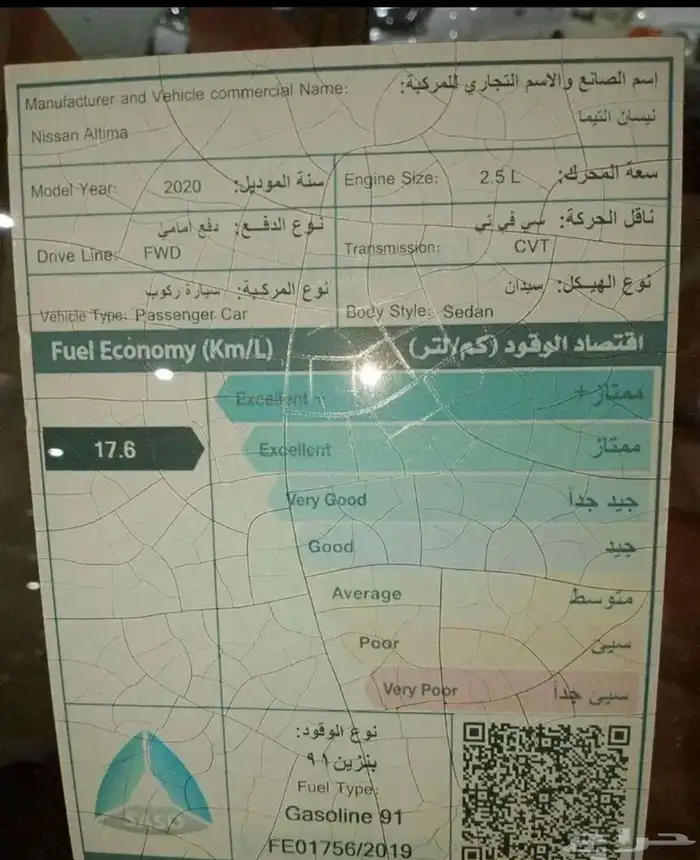 اسم الصانع والاسم التجاري للمركبة:
Manufacturer and Vehicle commercial Name:
نيسان التيما
Nissan Altima
Model Year: 2020 سنة الموديل:
Engine Size: 2.5 L سعة المحرك:
نوع الدفع: دفع أمامي
Drive Line: FWD
ناقل الحركة: سي في تي
Transmission: CVT
نوع المركبة: سيارة ركوب
Vehicle Type: Passenger Car
نوع الهيكل: سيدان
Body Style: Sedan
Fuel Economy (Km/L) اقتصاد الوقود (كم/لتر)
Excellent + ممتاز+
17.6
Excellent ممتاز
Very Good جيد جداً
Good جيد
Average متوسط
Poor سيئ
Very Poor سيئ جداً
نوع الوقود:
بنزين ٩١
Fuel Type:
Gasoline 91
FE01756/2019
SASO
حراج